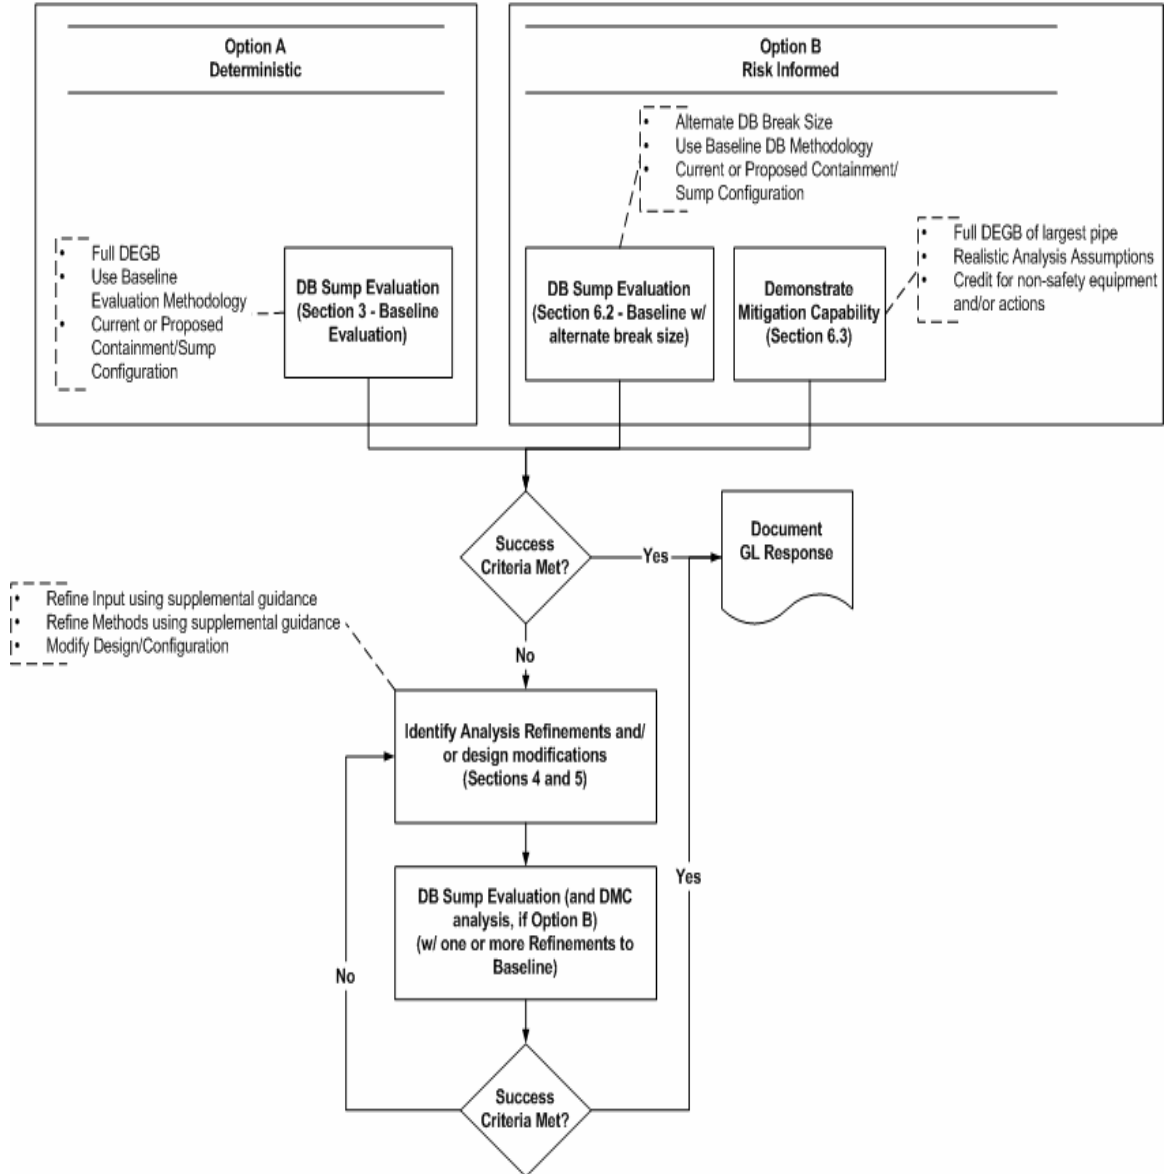 Option A
Deterministic
Option B
Risk Informed
• Alternate DB Break Size
• Use Baseline DB Methodology
• Current or Proposed Containment/
Sump Configuration
• Full DEGB
• Use Baseline
Evaluation Methodology
• Current or Proposed
Containment/Sump
Configuration
DB Sump Evaluation
(Section 3 - Baseline
Evaluation)
DB Sump Evaluation
(Section 6.2 - Baseline w/
alternate break size)
Demonstrate
Mitigation Capability
(Section 6.3)
• Full DEGB of largest pipe
• Realistic Analysis Assumptions
• Credit for non-safety equipment
and/or actions
Success
Criteria Met?
Yes
Document
GL Response
• Refine Input using supplemental guidance
• Refine Methods using supplemental guidance
• Modify Design/Configuration
No
Identify Analysis Refinements and/
or design modifications
(Sections 4 and 5)
DB Sump Evaluation (and DMC
analysis, if Option B)
(w/ one or more Refinements to
Baseline)
Yes
No
Success
Criteria Met?